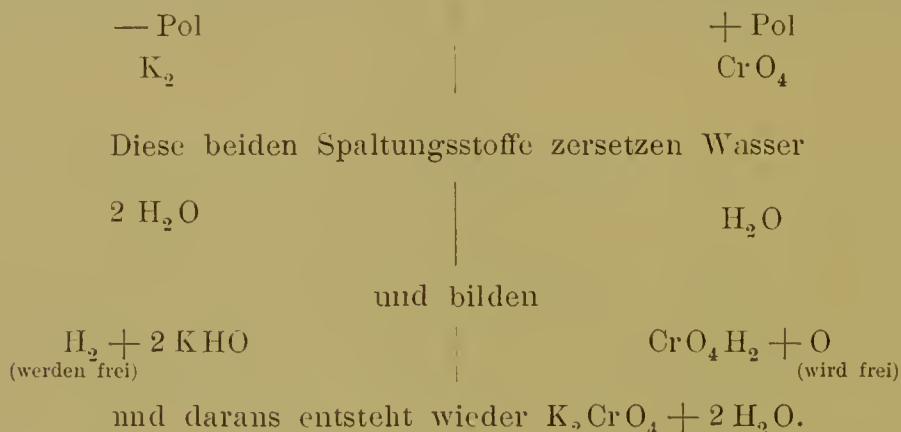 — Pol + Pol
K₂ CrO₄
Diese beiden Spaltungsstoffe zersetzen Wasser
2 H₂O H₂O
und bilden
H₂ + 2 KHO CrO₄H₂ + O
(werden frei) (wird frei)
und daraus entsteht wieder K₂CrO₄ + 2 H₂O.